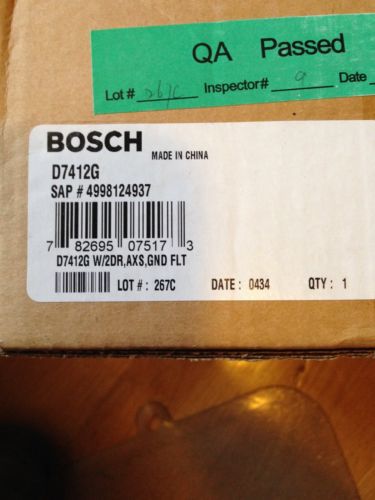 QA Passed
Lot # 267C Inspector# 9 Date
BOSCH
MADE IN CHINA
D7412G
SAP # 4998124937
7 82695 07517 3
D7412G W/2DR,AXS,GND FLT
LOT # : 267C DATE : 0434 QTY : 1